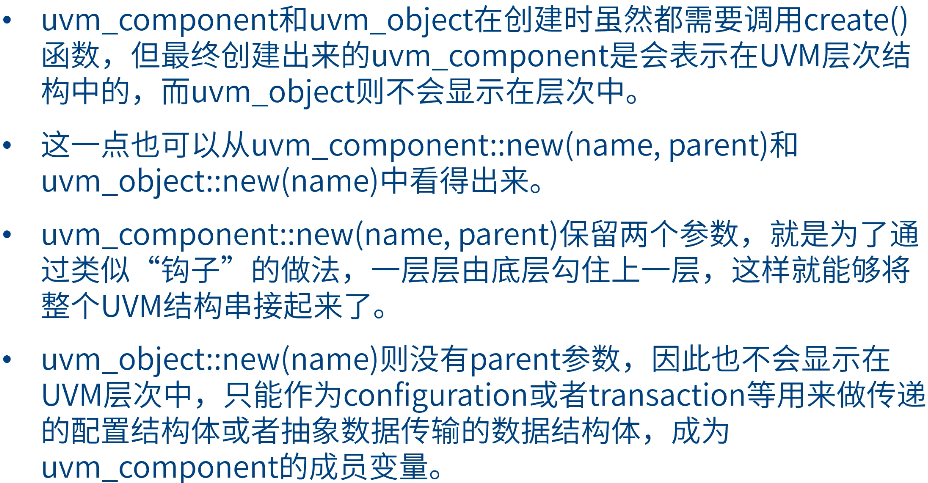 • uvm_component和uvm_object在创建时虽然都需要调用create()
函数，但最终创建出来的uvm_component是会表示在UVM层次结
构中的，而uvm_object则不会显示在层次中。
• 这一点也可以从uvm_component::new(name, parent)和
uvm_object::new(name)中看得出来。
• uvm_component::new(name, parent)保留两个参数，就是为了通
过类似“钩子”的做法，一层层由底层勾住上一层，这样就能够将
整个UVM结构串接起来了。
• uvm_object::new(name)则没有parent参数，因此也不会显示在
UVM层次中，只能作为configuration或者transaction等用来做传递
的配置结构体或者抽象数据传输的数据结构体，成为
uvm_component的成员变量。